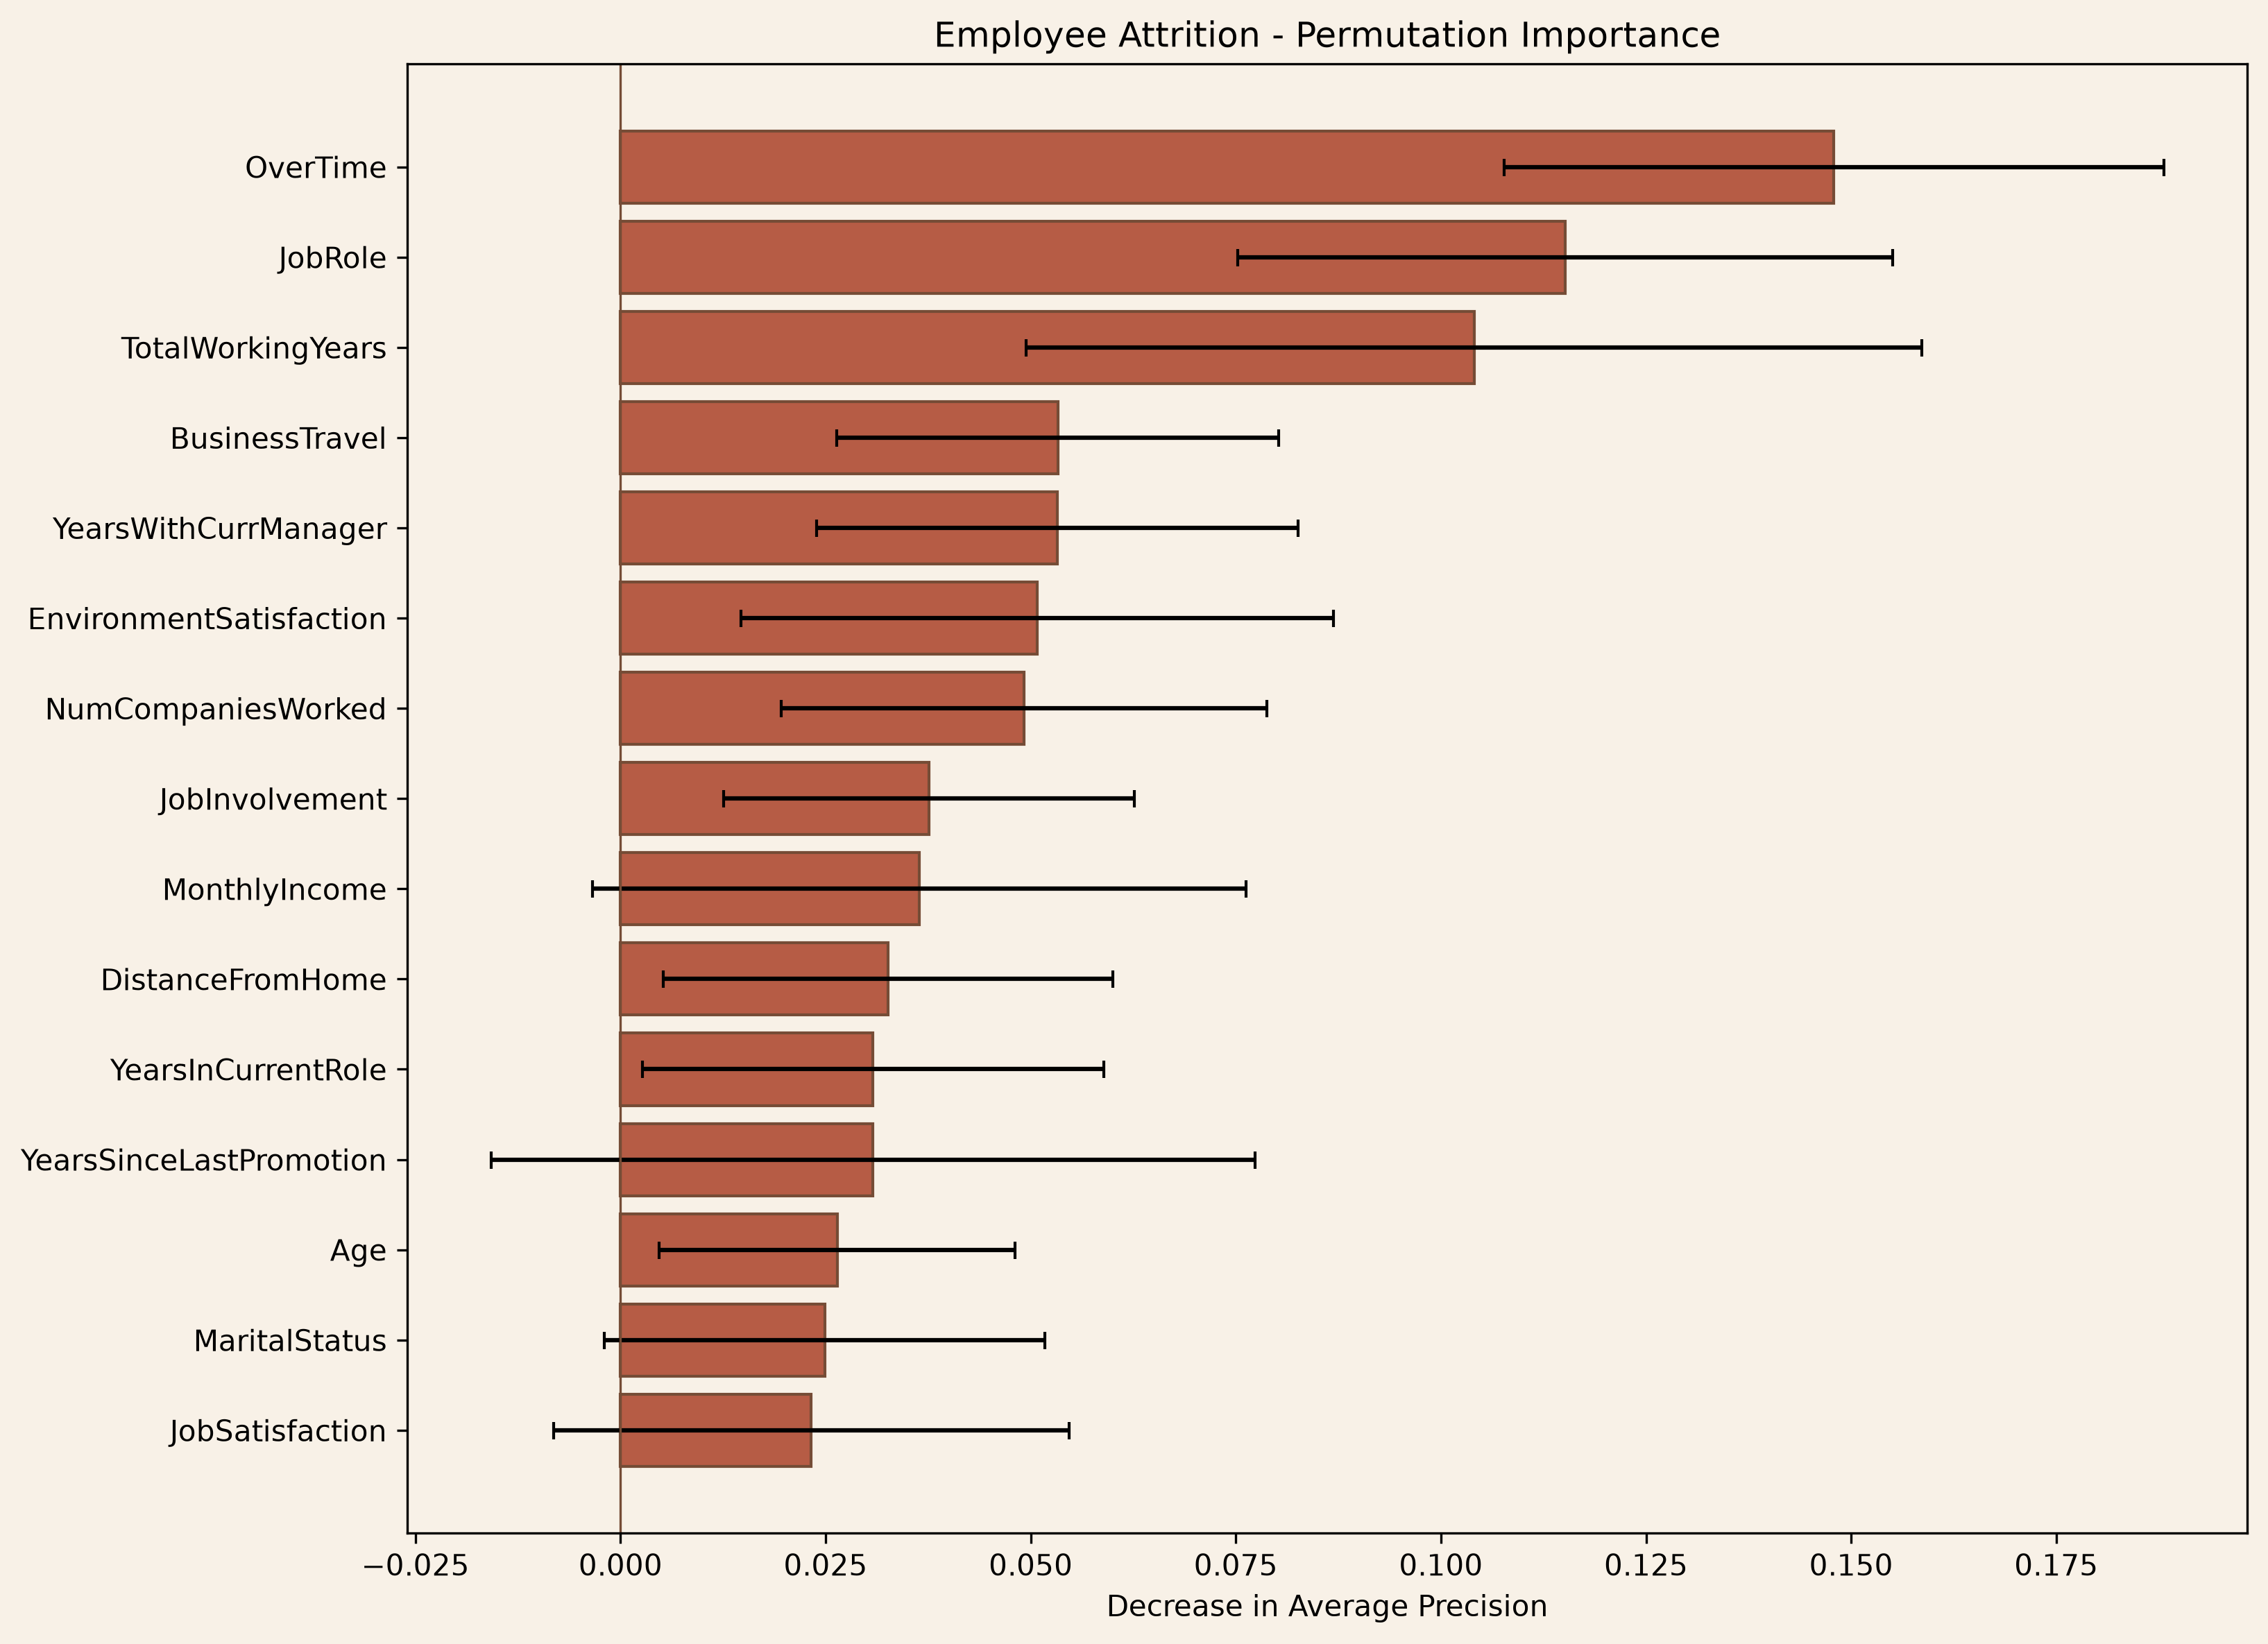 Employee Attrition - Permutation Importance
OverTime
JobRole
TotalWorkingYears
BusinessTravel
YearsWithCurrManager
EnvironmentSatisfaction
NumCompaniesWorked
JobInvolvement
MonthlyIncome
DistanceFromHome
YearsInCurrentRole
YearsSinceLastPromotion
Age
MaritalStatus
JobSatisfaction
−0.025 0.000 0.025 0.050 0.075 0.100 0.125 0.150 0.175
Decrease in Average Precision